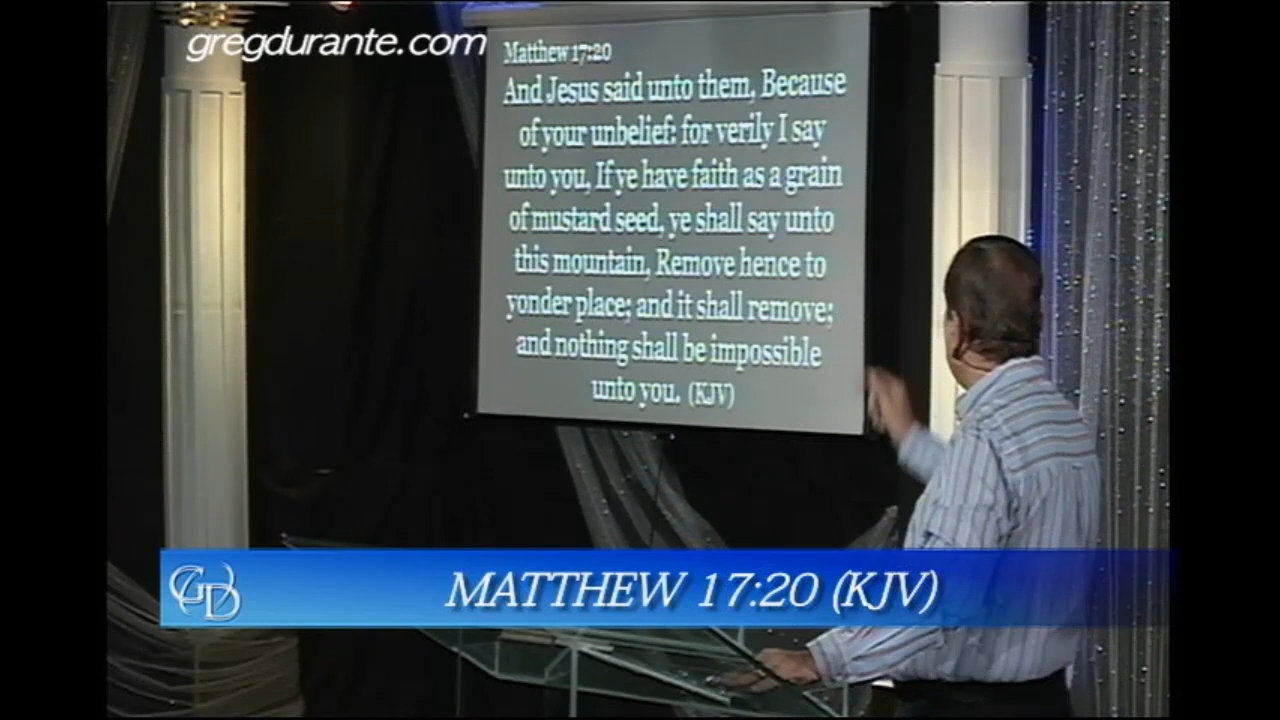 gregdurante.com
Matthew 17:20
And Jesus said unto them, Because
of your unbelief: for verily I say
unto you, If ye have faith as a grain
of mustard seed, ye shall say unto
this mountain, Remove hence to
yonder place; and it shall remove;
and nothing shall be impossible
unto you. (KJV)
GD
MATTHEW 17:20 (KJV)